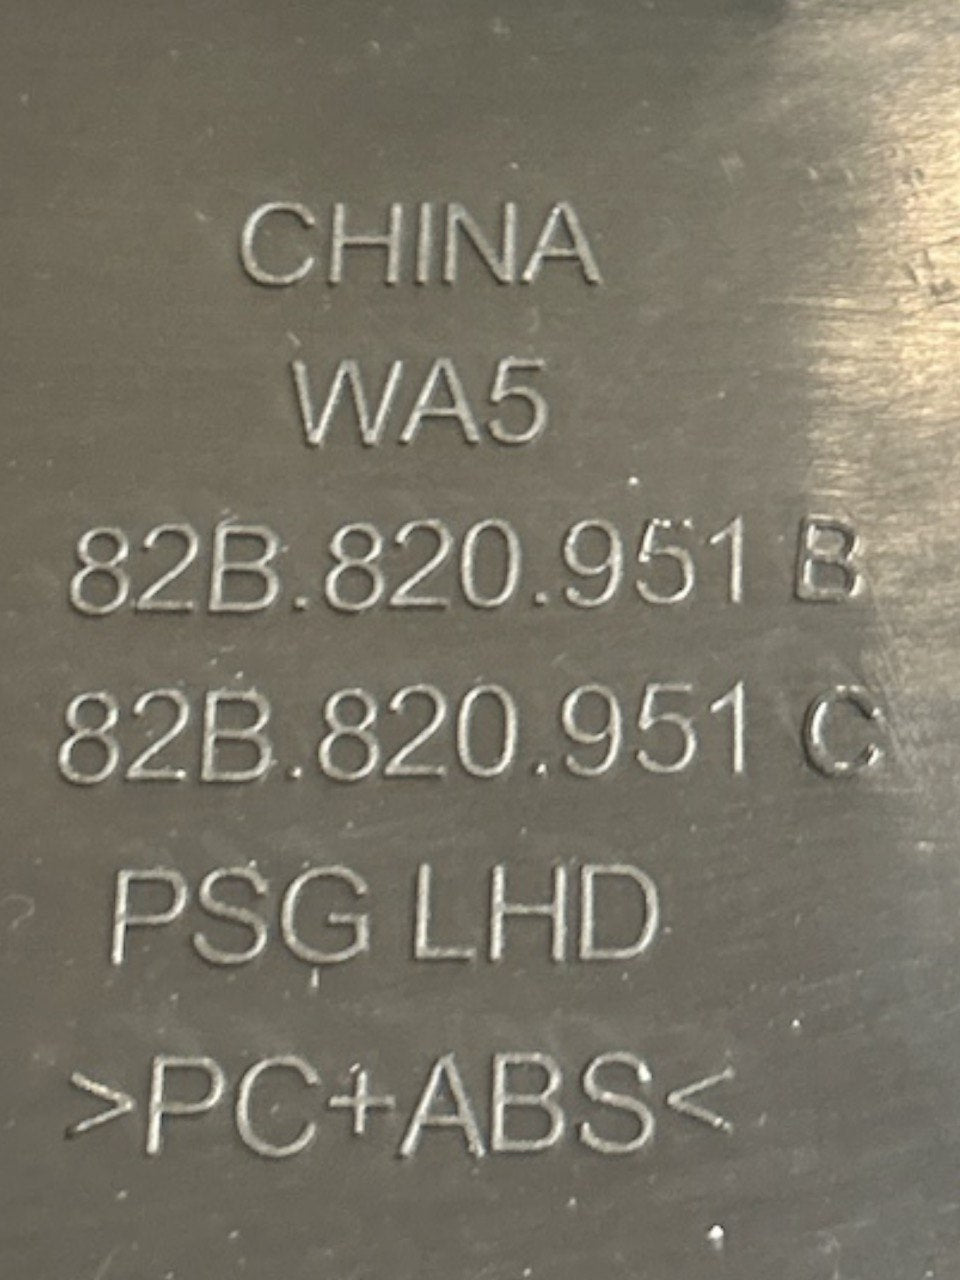 CHINA
WA5
82B.820.951 B
82B.820.951 C
PSG LHD
>PC+ABS<